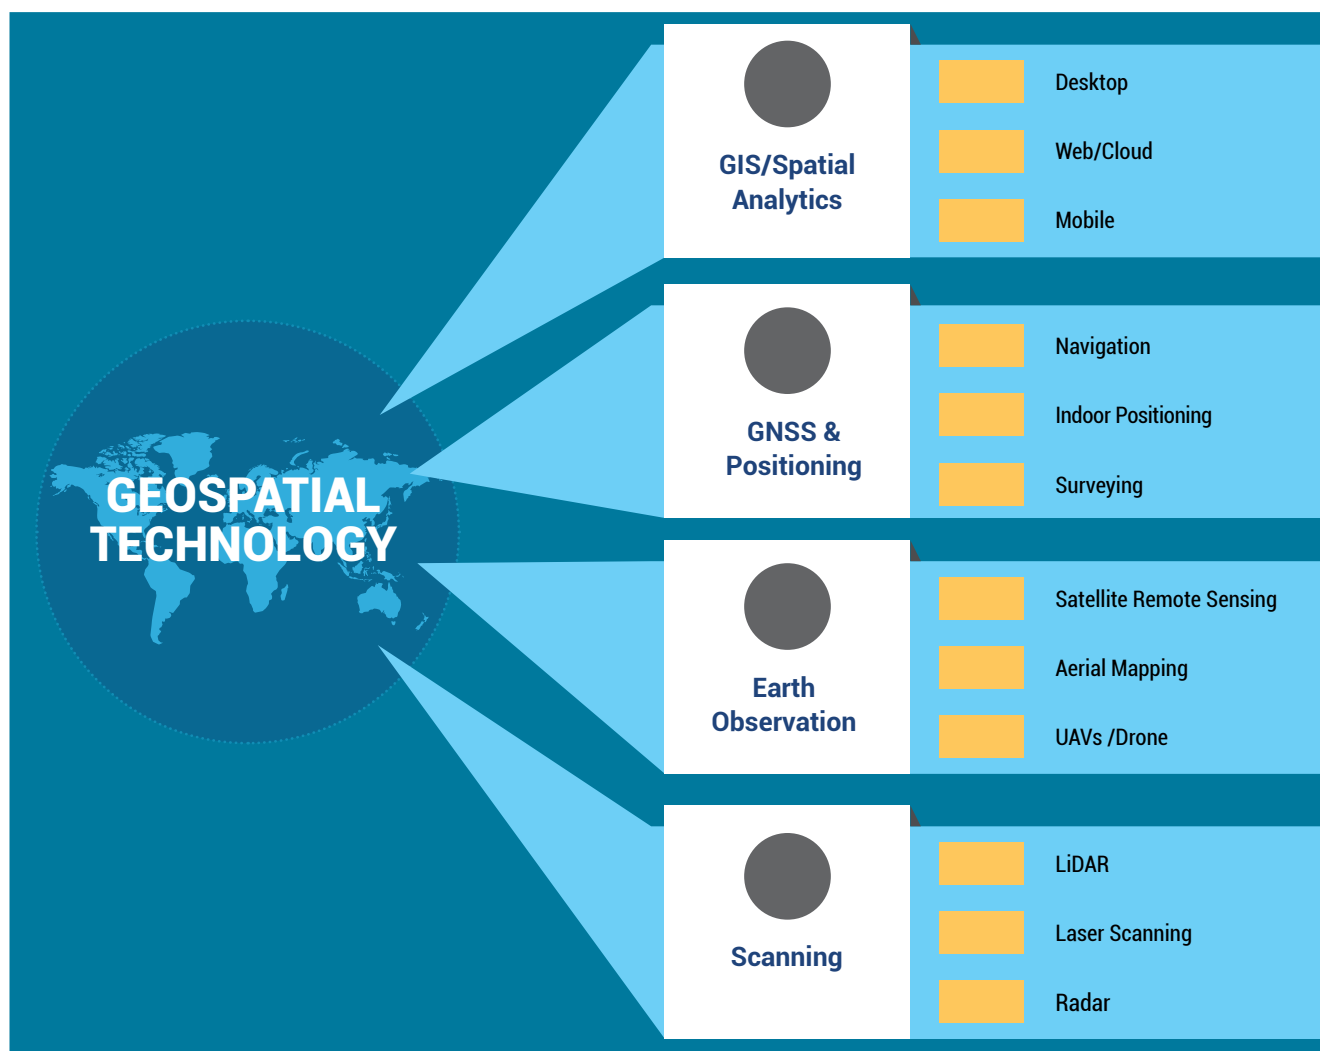 GEOSPATIAL
TECHNOLOGY
GIS/Spatial
Analytics
Desktop
Web/Cloud
Mobile
GNSS &
Positioning
Navigation
Indoor Positioning
Surveying
Earth
Observation
Satellite Remote Sensing
Aerial Mapping
UAVs /Drone
Scanning
LiDAR
Laser Scanning
Radar